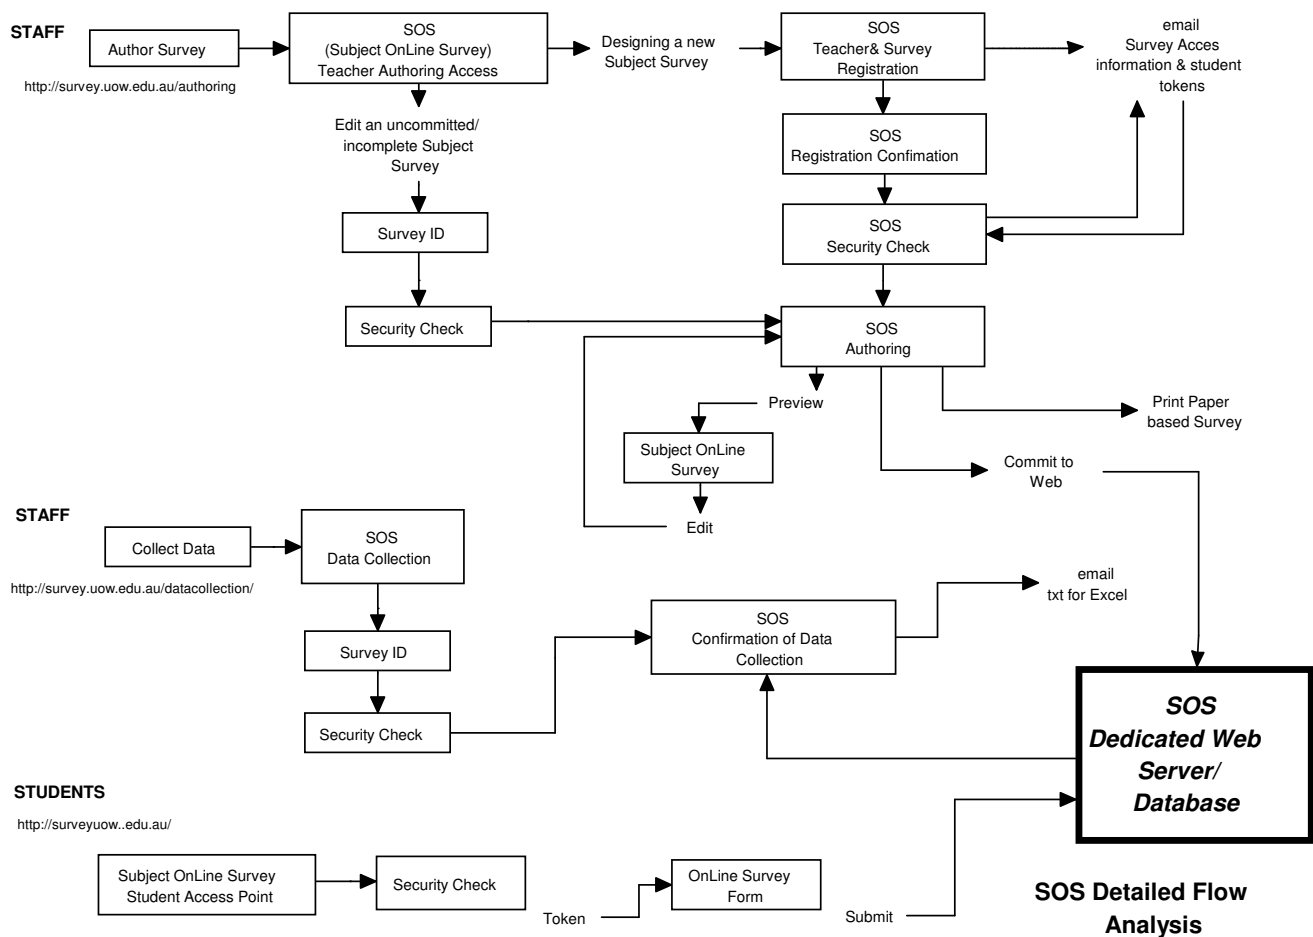 STAFF
Author Survey
http://survey.uow.edu.au/authoring
SOS
(Subject OnLine Survey)
Teacher Authoring Access
Designing a new
Subject Survey
SOS
Teacher& Survey
Registration
email
Survey Acces
information & student
tokens
Edit an uncommitted/
incomplete Subject
Survey
SOS
Registration Confimation
Survey ID
SOS
Security Check
Security Check
SOS
Authoring
Preview
Print Paper
based Survey
Subject OnLine
Survey
Commit to
Web
Edit
STAFF
Collect Data
http://survey.uow.edu.au/datacollection/
SOS
Data Collection
email
txt for Excel
SOS
Confirmation of Data
Collection
Survey ID
Security Check
SOS
Dedicated Web
Server/
Database
STUDENTS
http://surveyuow..edu.au/
Subject OnLine Survey
Student Access Point
Security Check
Token
OnLine Survey
Form
Submit
SOS Detailed Flow
Analysis